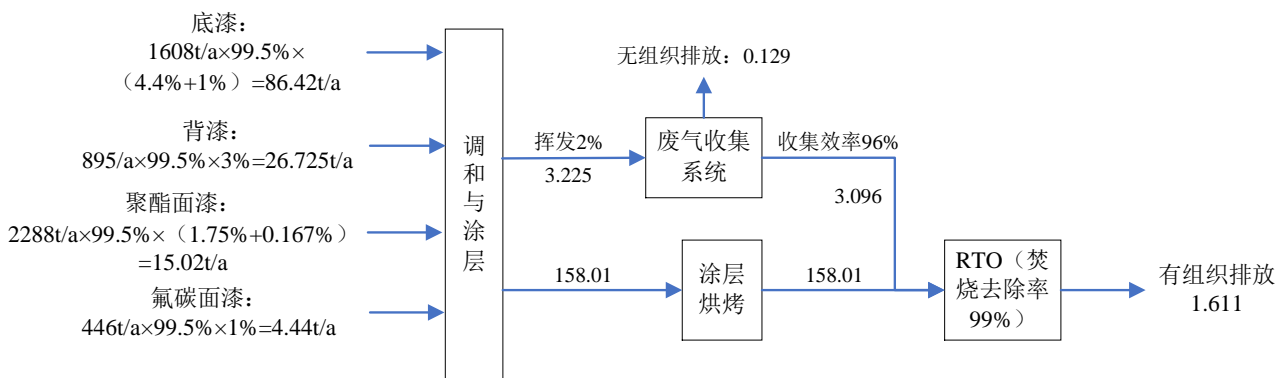 底漆：
1608t/a×99.5%×
（4.4%+1%）=86.42t/a
背漆：
895/a×99.5%×3%=26.725t/a
聚酯面漆：
2288t/a×99.5%×（1.75%+0.167%）
=15.02t/a
氟碳面漆：
446t/a×99.5%×1%=4.44t/a
调
和
与
涂
层
无组织排放：0.129
挥发2%
3.225
废气收集
系统
收集效率96%
3.096
158.01
涂层
烘烤
158.01
RTO（焚
烧去除率
99%）
有组织排放
1.611